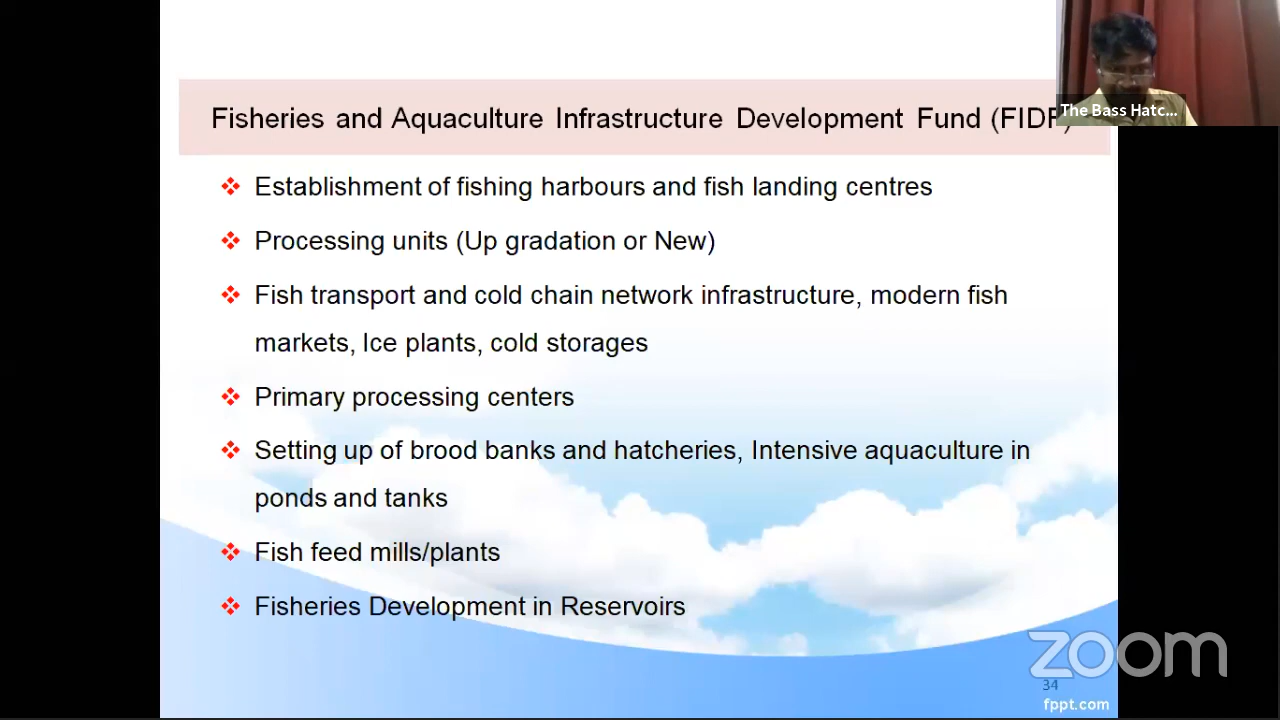 Fisheries and Aquaculture Infrastructure Development Fund (FIDF)
The Bass Hatc...
Establishment of fishing harbours and fish landing centres
Processing units (Up gradation or New)
Fish transport and cold chain network infrastructure, modern fish
markets, Ice plants, cold storages
Primary processing centers
Setting up of brood banks and hatcheries, Intensive aquaculture in
ponds and tanks
Fish feed mills/plants
Fisheries Development in Reservoirs
zoom
34
fppt.com